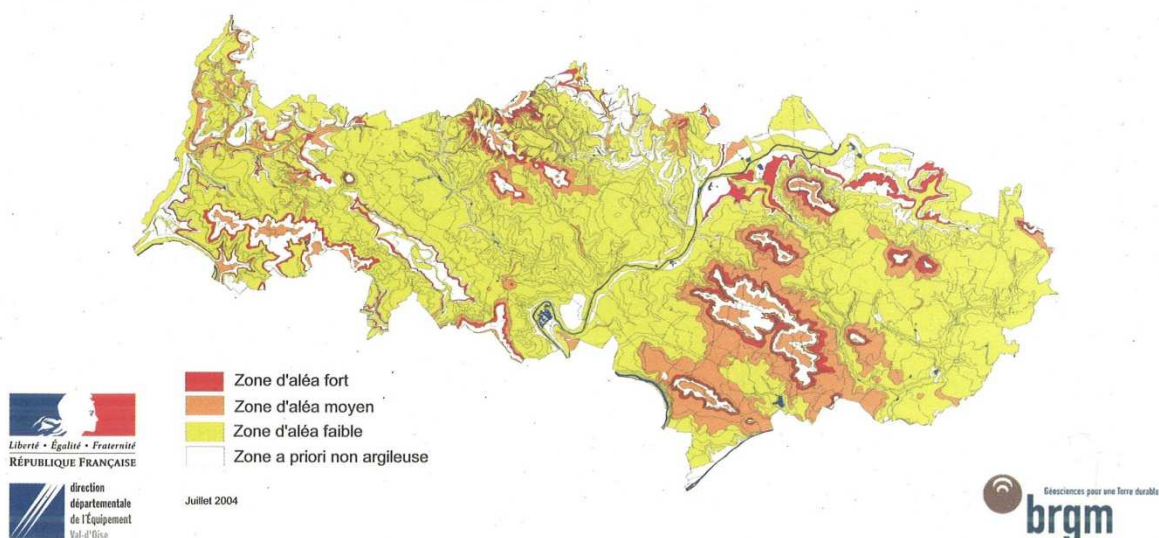 Zone d'aléa fort
Zone d'aléa moyen
Zone d'aléa faible
Zone a priori non argileuse
Liberté • Égalité • Fraternité
RÉPUBLIQUE FRANÇAISE
direction
départementale
de l'Équipement
Val-d'Oise
Juillet 2004
Géosciences pour une Terre durable
brgm